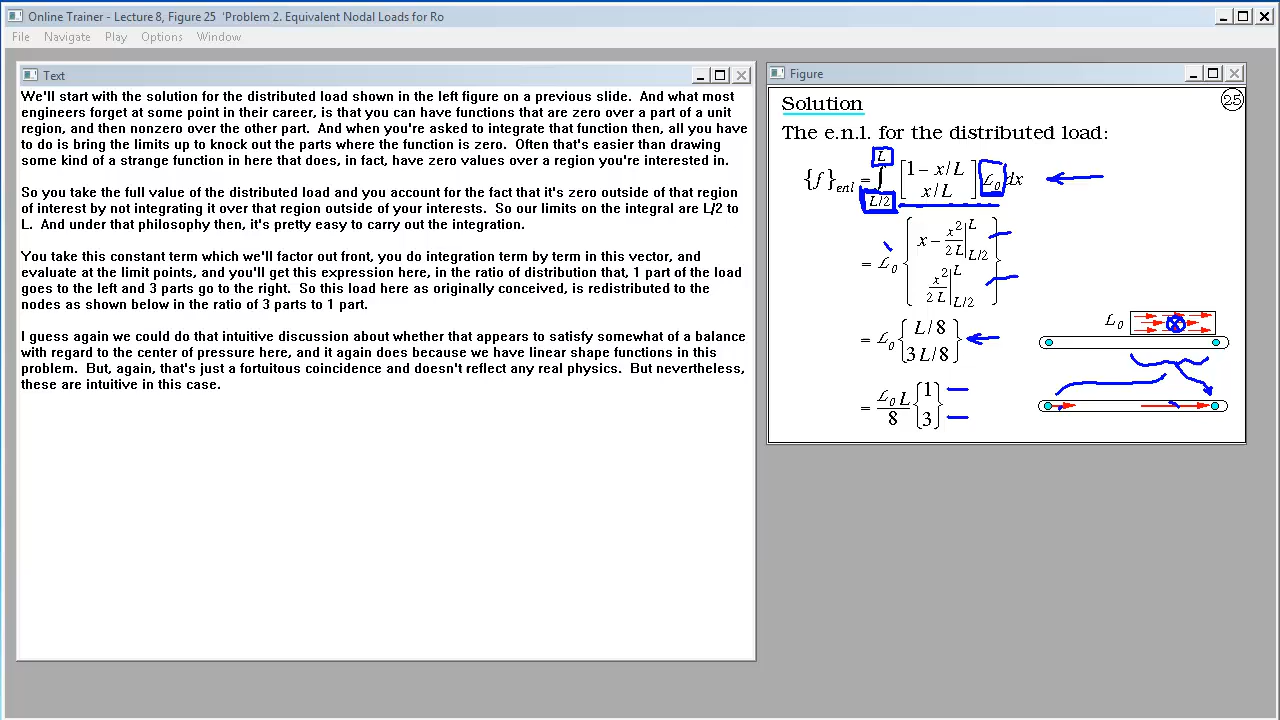 Online Trainer - Lecture 8, Figure 25 'Problem 2. Equivalent Nodal Loads for Ro
File Navigate Play Options Window
Text
We'll start with the solution for the distributed load shown in the left figure on a previous slide. And what most
engineers forget at some point in their career, is that you can have functions that are zero over a part of a unit
region, and then nonzero over the other part. And when you're asked to integrate that function then, all you have
to do is bring the limits up to knock out the parts where the function is zero. Often that's easier than drawing
some kind of a strange function in here that does, in fact, have zero values over a region you're interested in.
So you take the full value of the distributed load and you account for the fact that it's zero outside of that region
of interest by not integrating it over that region outside of your interests. So our limits on the integral are L/2 to
L. And under that philosophy then, it's pretty easy to carry out the integration.
You take this constant term which we'll factor out front, you do integration term by term in this vector, and
evaluate at the limit points, and you'll get this expression here, in the ratio of distribution that, 1 part of the load
goes to the left and 3 parts go to the right. So this load here as originally conceived, is redistributed to the
nodes as shown below in the ratio of 3 parts to 1 part.
I guess again we could do that intuitive discussion about whether that appears to satisfy somewhat of a balance
with regard to the center of pressure here, and it again does because we have linear shape functions in this
problem. But, again, that's just a fortuitous coincidence and doesn't reflect any real physics. But nevertheless,
these are intuitive in this case.
Figure
Solution
25
The e.n.l. for the distributed load:
{f}enl = ∫ L/2 L [1 − x/L
x/L] ℒ0 dx
= ℒ0 { x − x²/2L | L L/2
x²/2L | L L/2 }
= ℒ0 { L/8
3L/8 }
ℒ0
= ℒ0 L/8 { 1
3 }